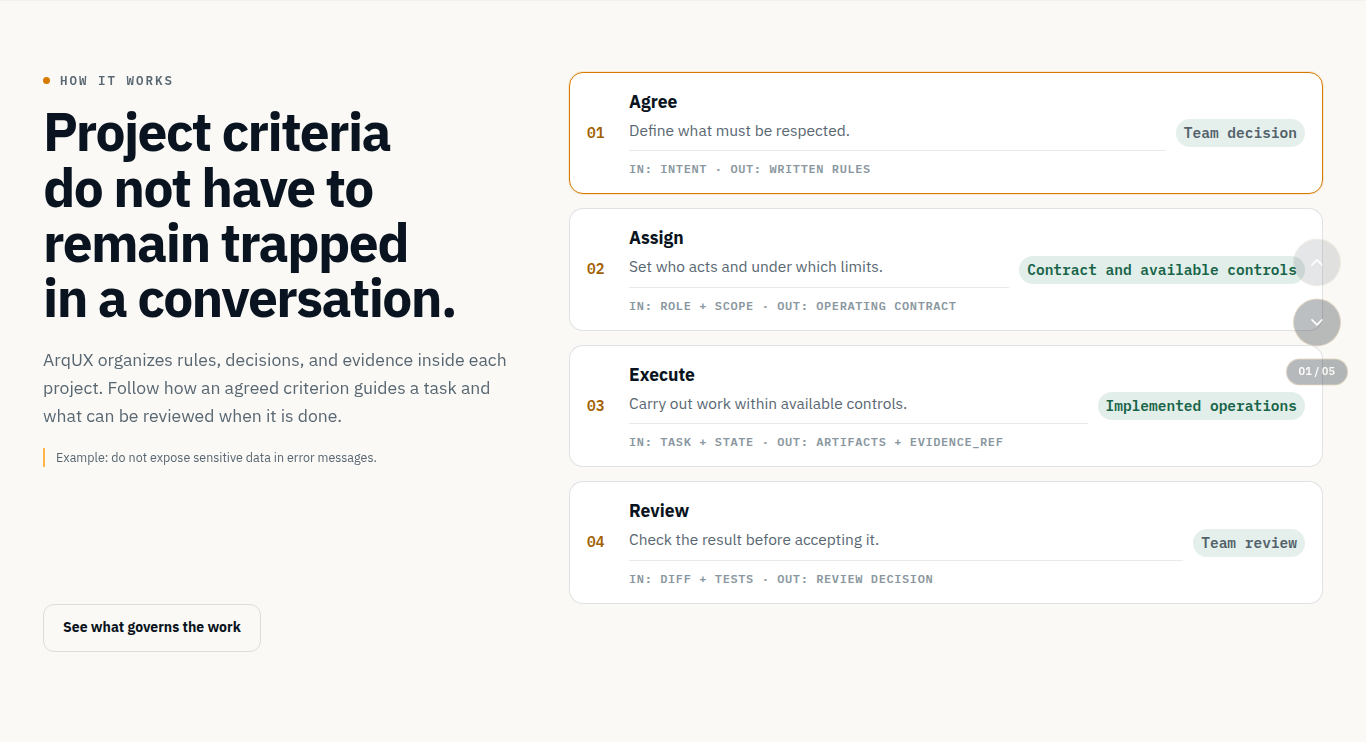 HOW IT WORKS
Project criteria
do not have to
remain trapped
in a conversation.
ArqUX organizes rules, decisions, and evidence inside each
project. Follow how an agreed criterion guides a task and
what can be reviewed when it is done.
Example: do not expose sensitive data in error messages.
See what governs the work
Agree
01
Define what must be respected.
Team decision
IN: INTENT · OUT: WRITTEN RULES
Assign
02
Set who acts and under which limits.
Contract and available controls
IN: ROLE + SCOPE · OUT: OPERATING CONTRACT
Execute
03
Carry out work within available controls.
Implemented operations
IN: TASK + STATE · OUT: ARTIFACTS + EVIDENCE_REF
Review
04
Check the result before accepting it.
Team review
IN: DIFF + TESTS · OUT: REVIEW DECISION
01 / 05